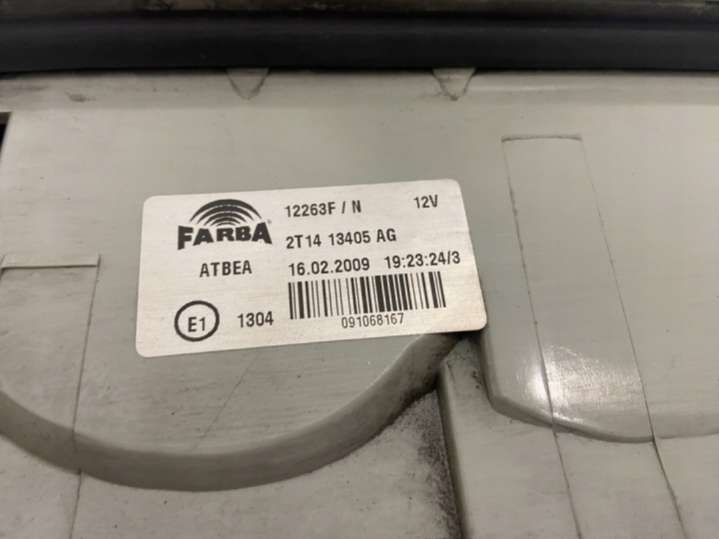 12263F / N 12V
FARBA 2T14 13405 AG
ATBEA 16.02.2009 19:23:24/3
E1 1304
091068167